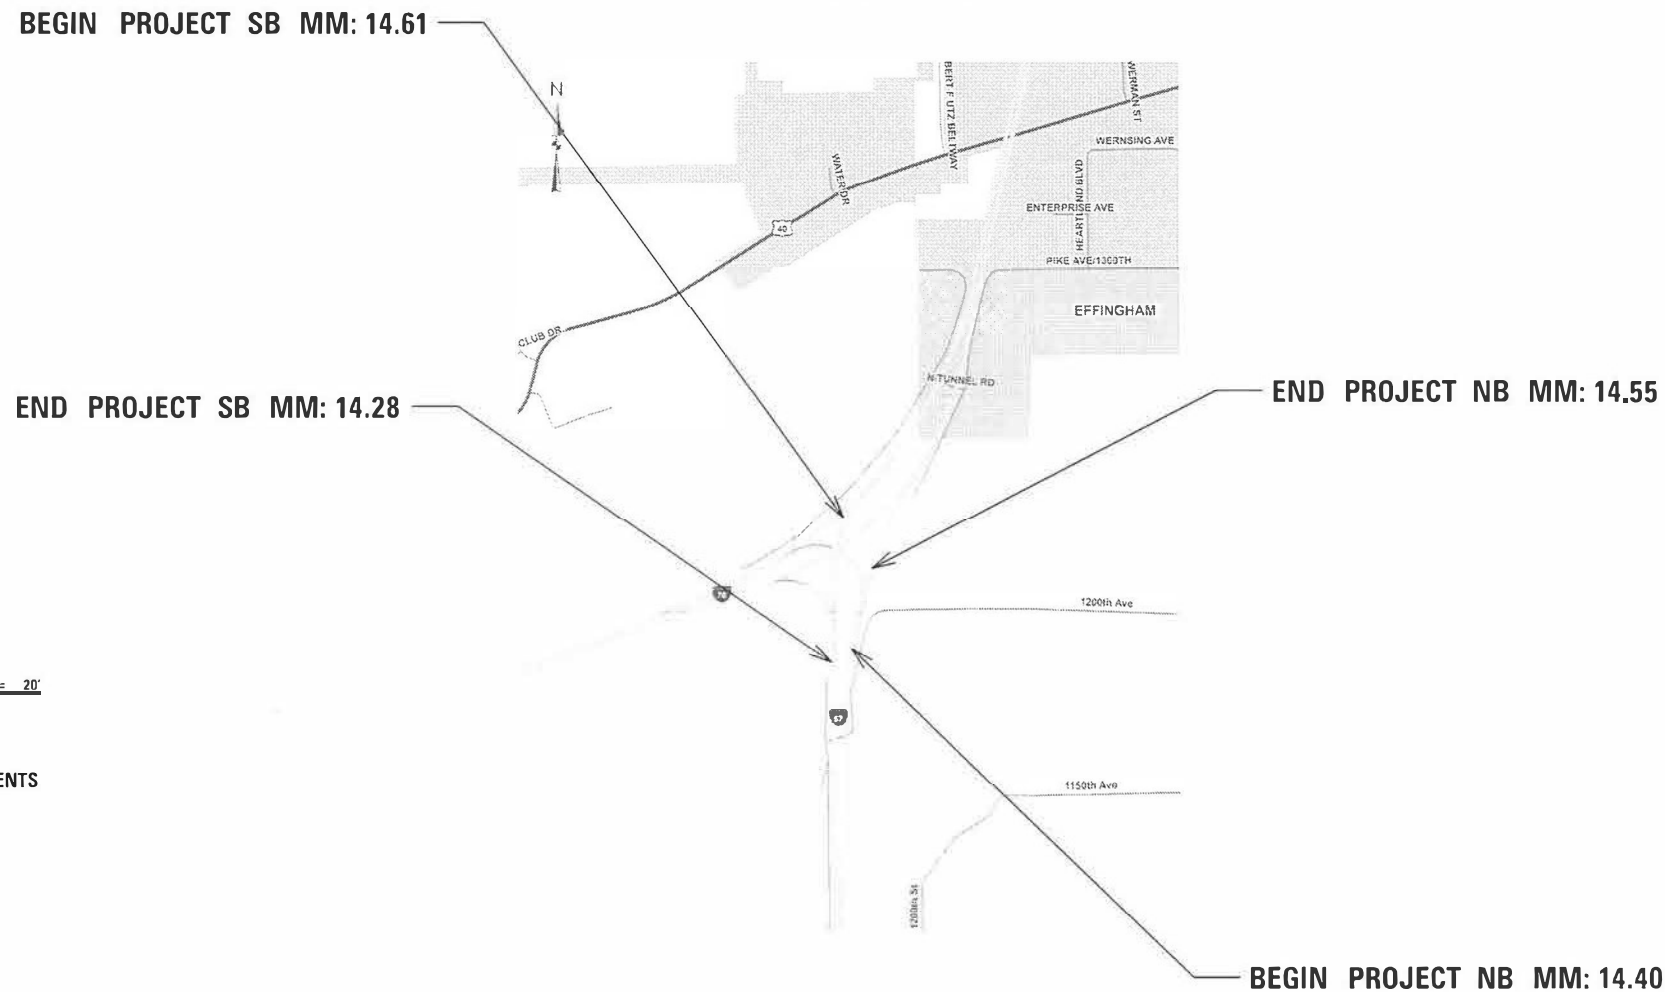 BEGIN PROJECT SB MM: 14.61
N
BERT F UTZ BELTWAY
WERMAN ST
WERNSING AVE
WATER DR
HEARTLAND BLVD
ENTERPRISE AVE
40
PIKE AVE/1300TH
EFFINGHAM
CLUB DR
N TUNNEL RD
END PROJECT SB MM: 14.28
END PROJECT NB MM: 14.55
70
1200th Ave
= 20'
57
ENTS
1150th Ave
1200th St
BEGIN PROJECT NB MM: 14.40